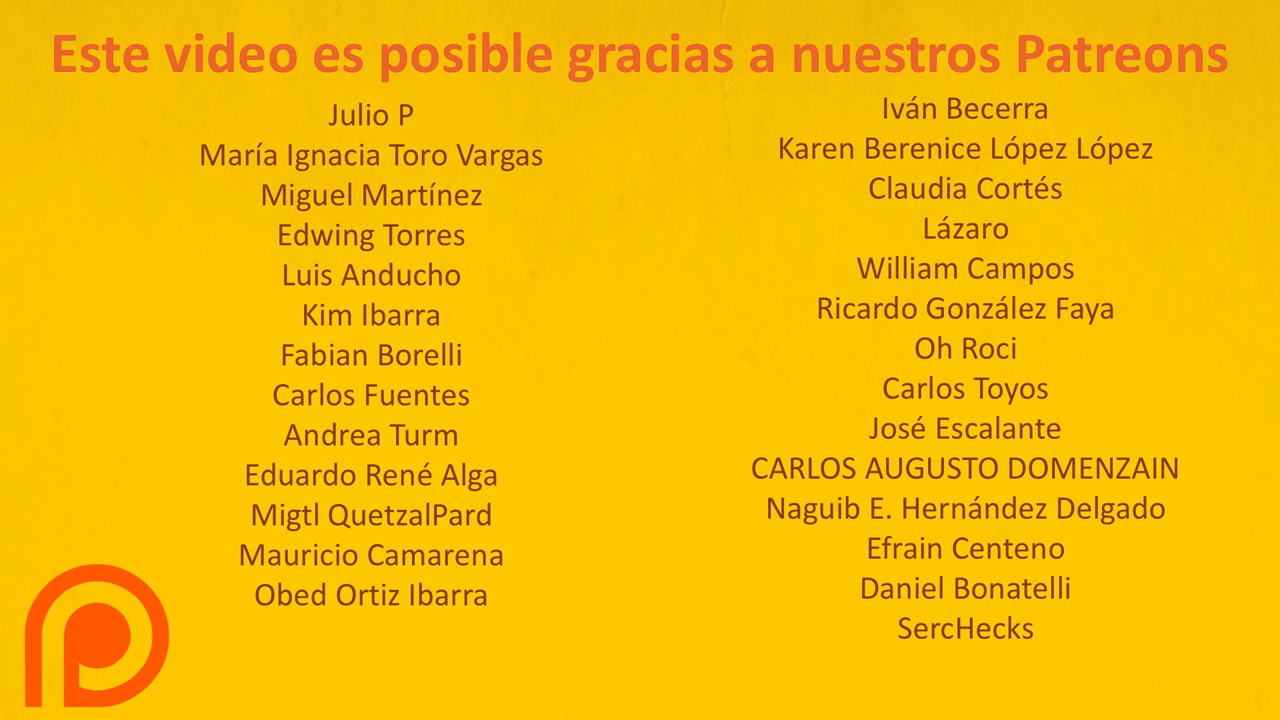 Este video es posible gracias a nuestros Patreons
Julio P
María Ignacia Toro Vargas
Miguel Martínez
Edwing Torres
Luis Anducho
Kim Ibarra
Fabian Borelli
Carlos Fuentes
Andrea Turm
Eduardo René Alga
Migtl QuetzalPard
Mauricio Camarena
Obed Ortiz Ibarra
Iván Becerra
Karen Berenice López López
Claudia Cortés
Lázaro
William Campos
Ricardo González Faya
Oh Roci
Carlos Toyos
José Escalante
CARLOS AUGUSTO DOMENZAIN
Naguib E. Hernández Delgado
Efrain Centeno
Daniel Bonatelli
SercHecks